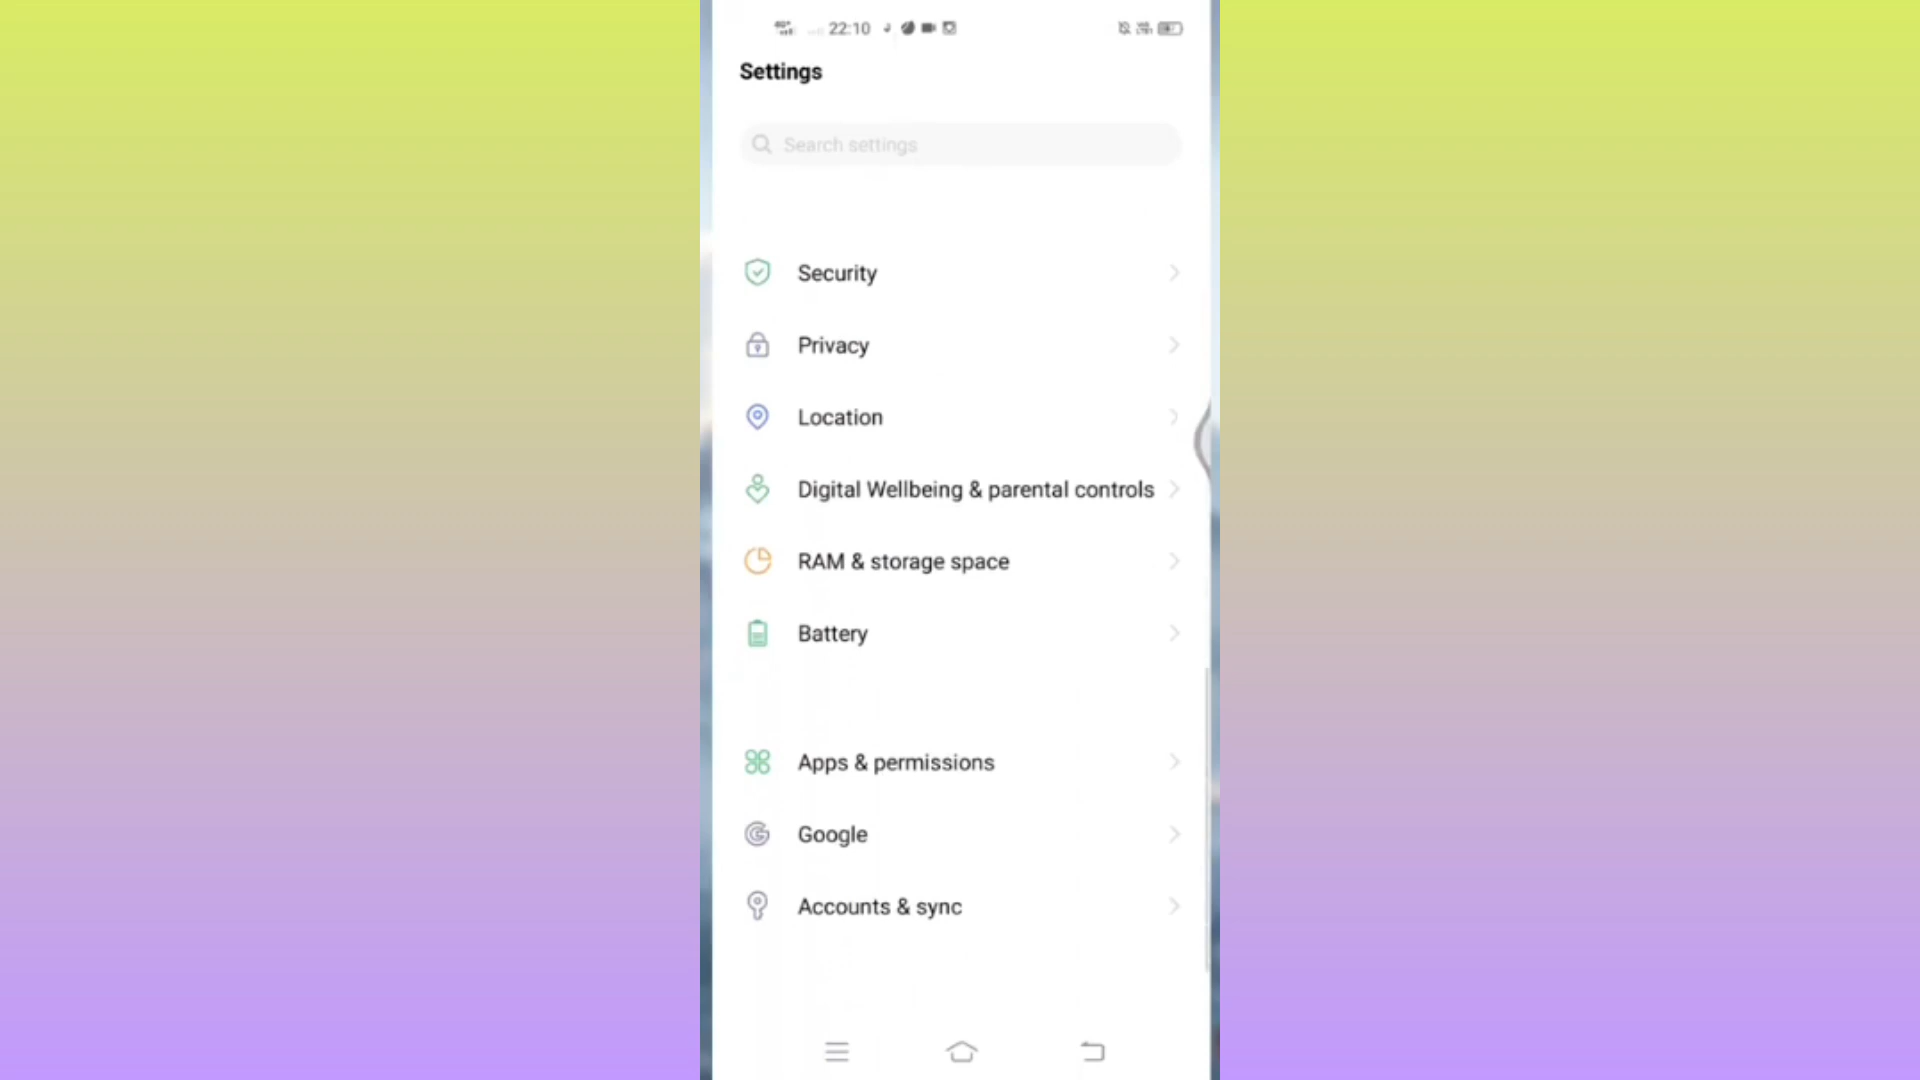 22:10
Settings
Search settings
Security
Privacy
Location
Digital Wellbeing & parental controls
RAM & storage space
Battery
Apps & permissions
Google
Accounts & sync